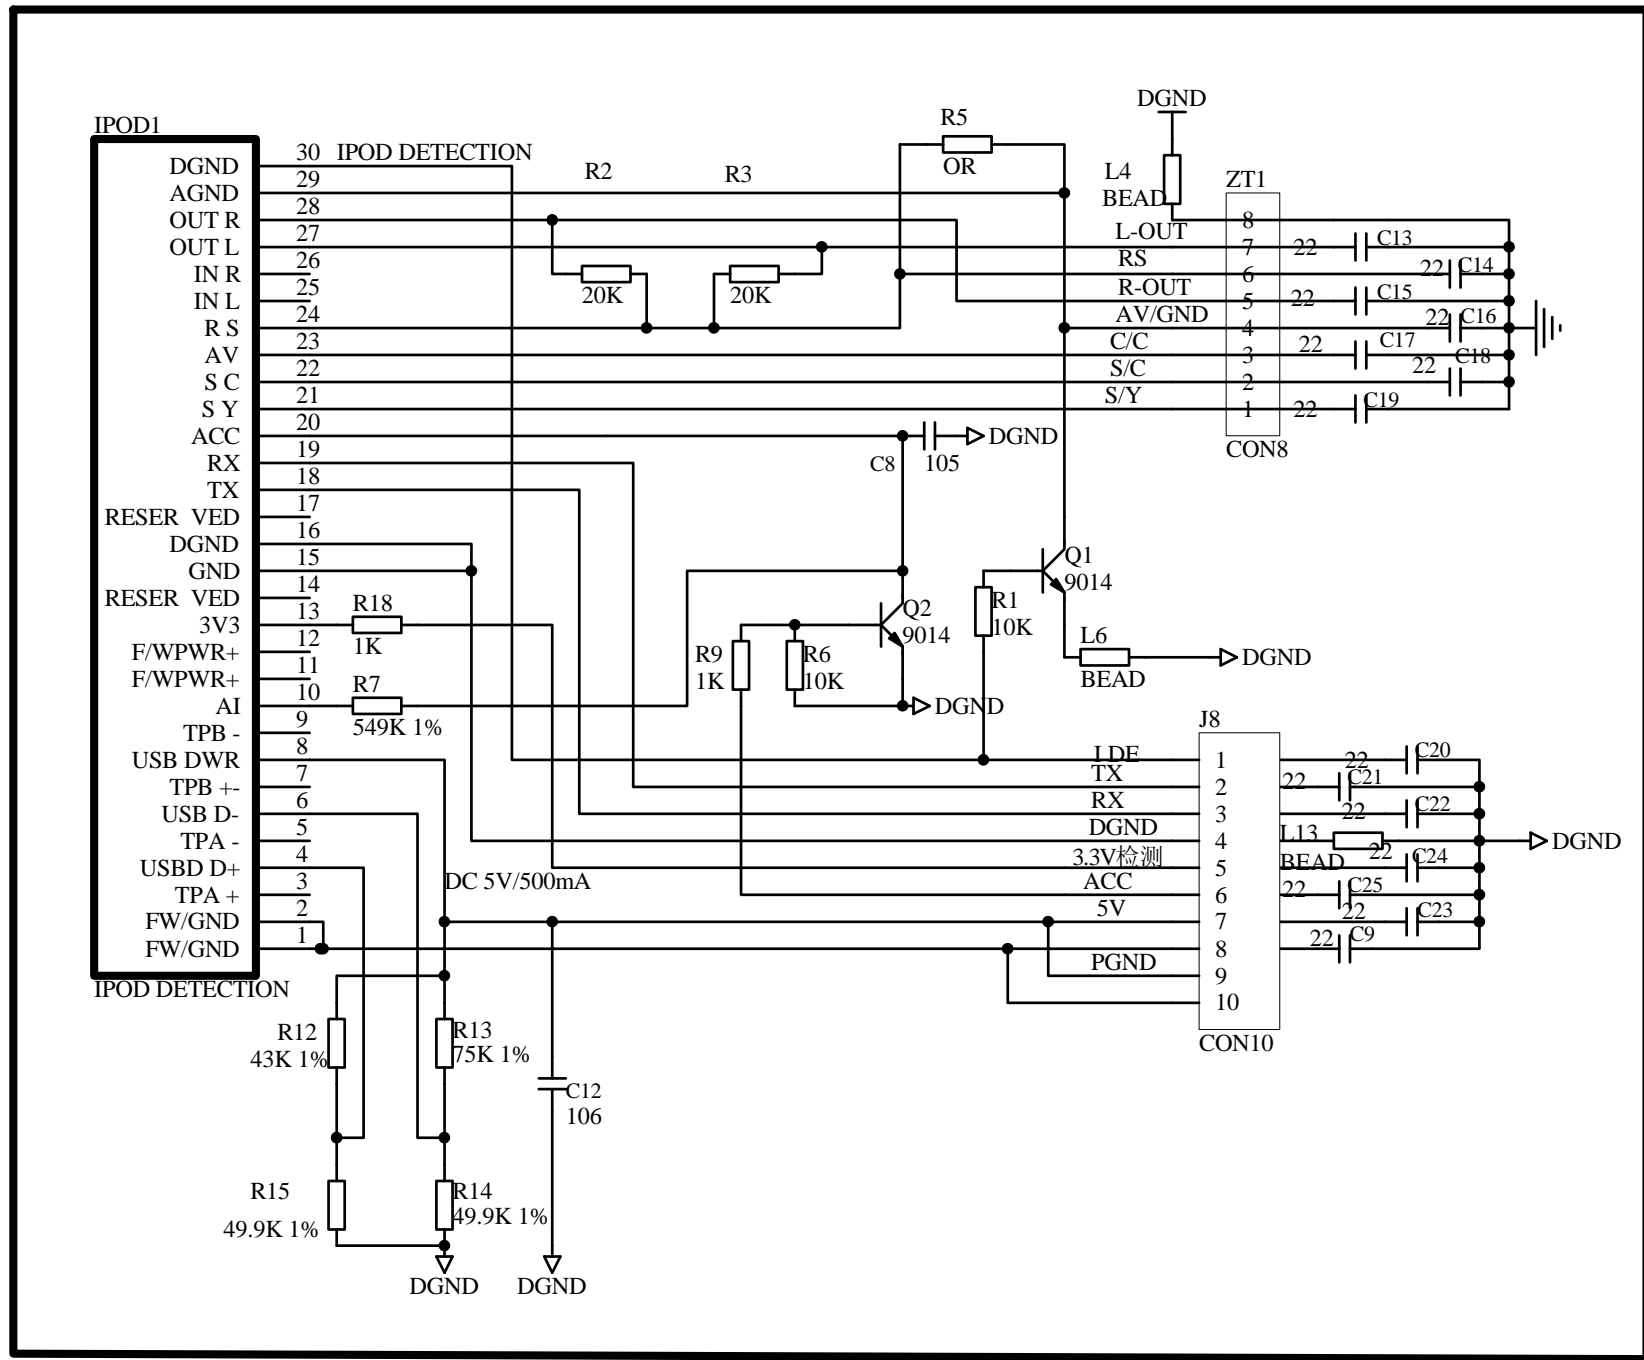 DGND
R5
IPOD1
30 IPOD DETECTION
DGND
OR
R2
R3
L4
29
AGND
BEAD
ZT1
28
OUT R
8
27
OUT L
L-OUT
7
22
C13
26
IN R
RS
6
22
C14
20K
20K
25
IN L
R-OUT
5
22
C15
24
R S
AV/GND
4
22
C16
23
AV
C/C
3
22
C17
22
S C
S/C
2
22
C18
21
S Y
S/Y
1
22
C19
20
ACC
DGND
CON8
C8
105
19
RX
18
TX
17
RESER VED
16
DGND
15
GND
Q1
9014
14
RESER VED
R18
R1
10K
Q2
9014
13
3V3
1K
12
F/WPWR+
R9
1K
R6
10K
L6
DGND
BEAD
11
F/WPWR+
R7
10
AI
549K 1%
DGND
J8
9
TPB -
8
USB DWR
LDE
1
22
C20
7
TPB +-
TX
2
22
C21
6
USB D-
RX
3
22
C22
5
TPA -
DGND
4
L13
DGND
4
USBD D+
3.3V检测
5
BEAD
22
C24
3
TPA +
DC 5V/500mA
ACC
6
22
C25
2
FW/GND
5V
7
22
C23
1
FW/GND
8
22
C9
PGND
9
IPOD DETECTION
10
R12
43K 1%
R13
75K 1%
CON10
C12
106
R15
49.9K 1%
R14
49.9K 1%
DGND
DGND